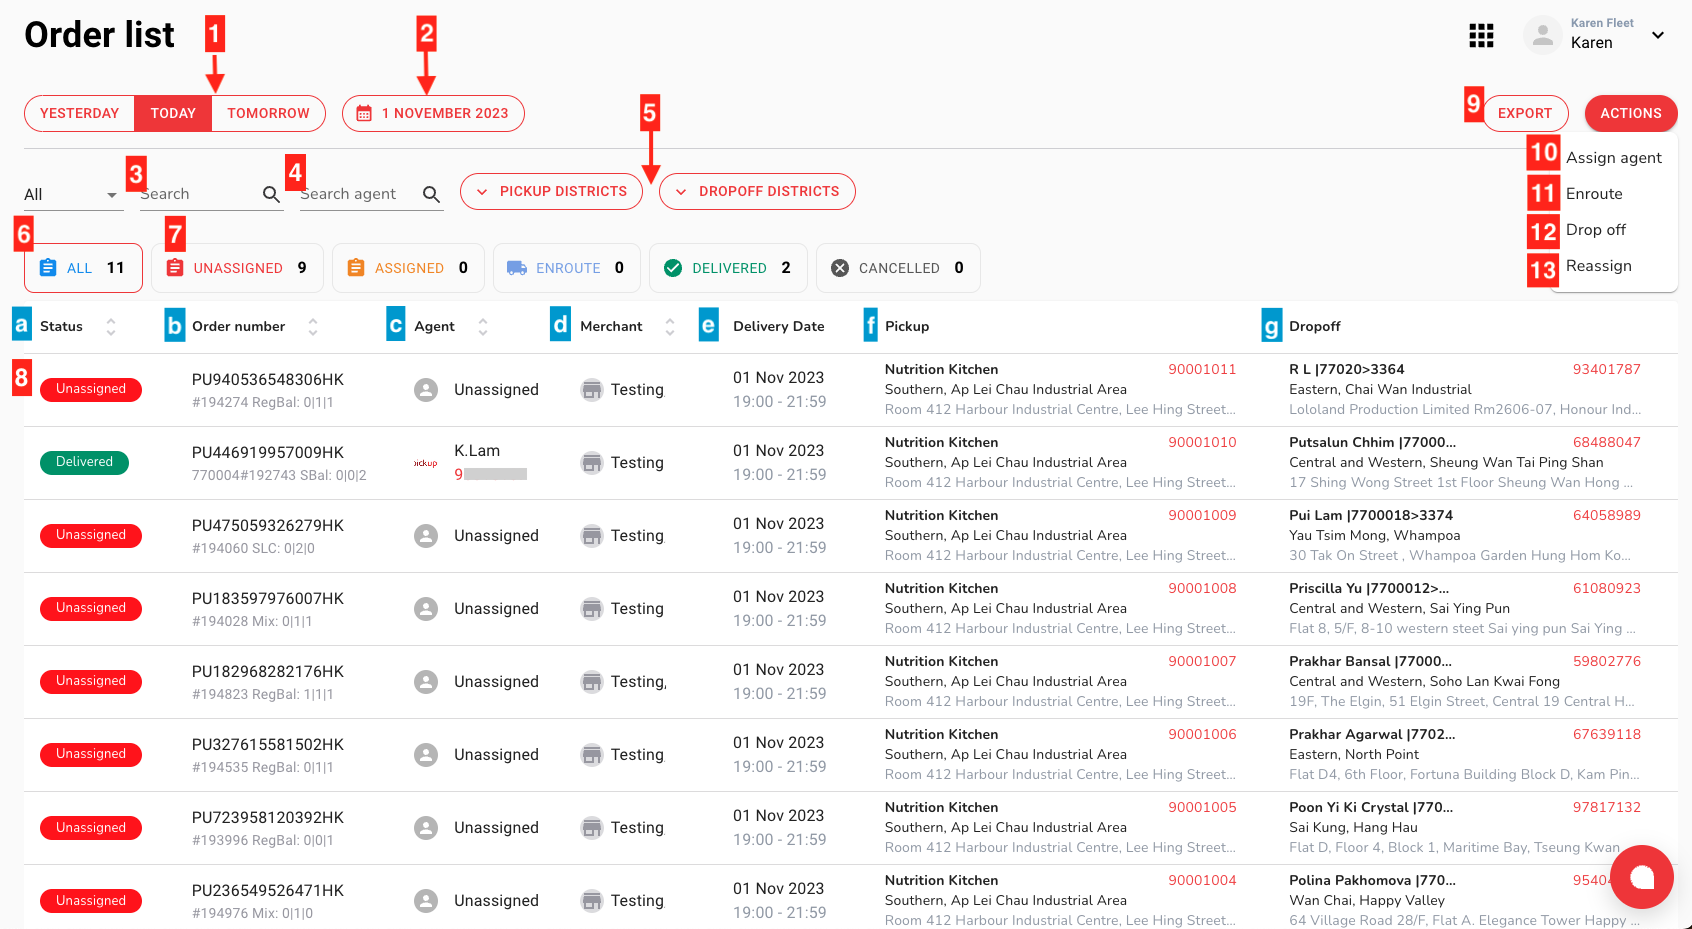 Order list
1
2
Karen Fleet
Karen
YESTERDAY TODAY TOMORROW
1 NOVEMBER 2023
5
9
EXPORT
ACTIONS
10 Assign agent
11 Enroute
12 Drop off
13 Reassign
All
3
Search
4
Search agent
PICKUP DISTRICTS
DROPOFF DISTRICTS
6
7
ALL 11
UNASSIGNED 9
ASSIGNED 0
ENROUTE 0
DELIVERED 2
CANCELLED 0
a Status b Order number c Agent d Merchant e Delivery Date f Pickup g Dropoff
8
Unassigned
PU940536548306HK
#194274 RegBal: 0|1|1
Unassigned
Testing
01 Nov 2023
19:00 - 21:59
Nutrition Kitchen 90001011
Southern, Ap Lei Chau Industrial Area
Room 412 Harbour Industrial Centre, Lee Hing Street...
R L |77020>3364 93401787
Eastern, Chai Wan Industrial
Lololand Production Limited Rm2606-07, Honour Ind...
Delivered
PU446919957009HK
770004#192743 SBal: 0|0|2
pickup
K.Lam
9
Testing
01 Nov 2023
19:00 - 21:59
Nutrition Kitchen 90001010
Southern, Ap Lei Chau Industrial Area
Room 412 Harbour Industrial Centre, Lee Hing Street...
Putsalun Chhim |77000... 68488047
Central and Western, Sheung Wan Tai Ping Shan
17 Shing Wong Street 1st Floor Sheung Wan Hong ...
Unassigned
PU475059326279HK
#194060 SLC: 0|2|0
Unassigned
Testing
01 Nov 2023
19:00 - 21:59
Nutrition Kitchen 90001009
Southern, Ap Lei Chau Industrial Area
Room 412 Harbour Industrial Centre, Lee Hing Street...
Pui Lam |7700018>3374 64058989
Yau Tsim Mong, Whampoa
30 Tak On Street , Whampoa Garden Hung Hom Ko...
Unassigned
PU183597976007HK
#194028 Mix: 0|1|1
Unassigned
Testing
01 Nov 2023
19:00 - 21:59
Nutrition Kitchen 90001008
Southern, Ap Lei Chau Industrial Area
Room 412 Harbour Industrial Centre, Lee Hing Street...
Priscilla Yu |7700012>... 61080923
Central and Western, Sai Ying Pun
Flat 8, 5/F, 8-10 western steet Sai ying pun Sai Ying ...
Unassigned
PU182968282176HK
#194823 RegBal: 1|1|1
Unassigned
Testing,
01 Nov 2023
19:00 - 21:59
Nutrition Kitchen 90001007
Southern, Ap Lei Chau Industrial Area
Room 412 Harbour Industrial Centre, Lee Hing Street...
Prakhar Bansal |77000... 59802776
Central and Western, Soho Lan Kwai Fong
19F, The Elgin, 51 Elgin Street, Central 19 Central H...
Unassigned
PU327615581502HK
#194535 RegBal: 0|1|1
Unassigned
Testing
01 Nov 2023
19:00 - 21:59
Nutrition Kitchen 90001006
Southern, Ap Lei Chau Industrial Area
Room 412 Harbour Industrial Centre, Lee Hing Street...
Prakhar Agarwal |7702... 67639118
Eastern, North Point
Flat D4, 6th Floor, Fortuna Building Block D, Kam Pin...
Unassigned
PU723958120392HK
#193996 RegBal: 0|0|1
Unassigned
Testing
01 Nov 2023
19:00 - 21:59
Nutrition Kitchen 90001005
Southern, Ap Lei Chau Industrial Area
Room 412 Harbour Industrial Centre, Lee Hing Street...
Poon Yi Ki Crystal |770... 97817132
Sai Kung, Hang Hau
Flat D, Floor 4, Block 1, Maritime Bay, Tseung Kwan
Unassigned
PU236549526471HK
#194976 Mix: 0|1|0
Unassigned
Testing
01 Nov 2023
19:00 - 21:59
Nutrition Kitchen 90001004
Southern, Ap Lei Chau Industrial Area
Room 412 Harbour Industrial Centre, Lee Hing Street...
Polina Pakhomova |770...
Wan Chai, Happy Valley
64 Village Road 28/F, Flat A. Elegance Tower Happy ...